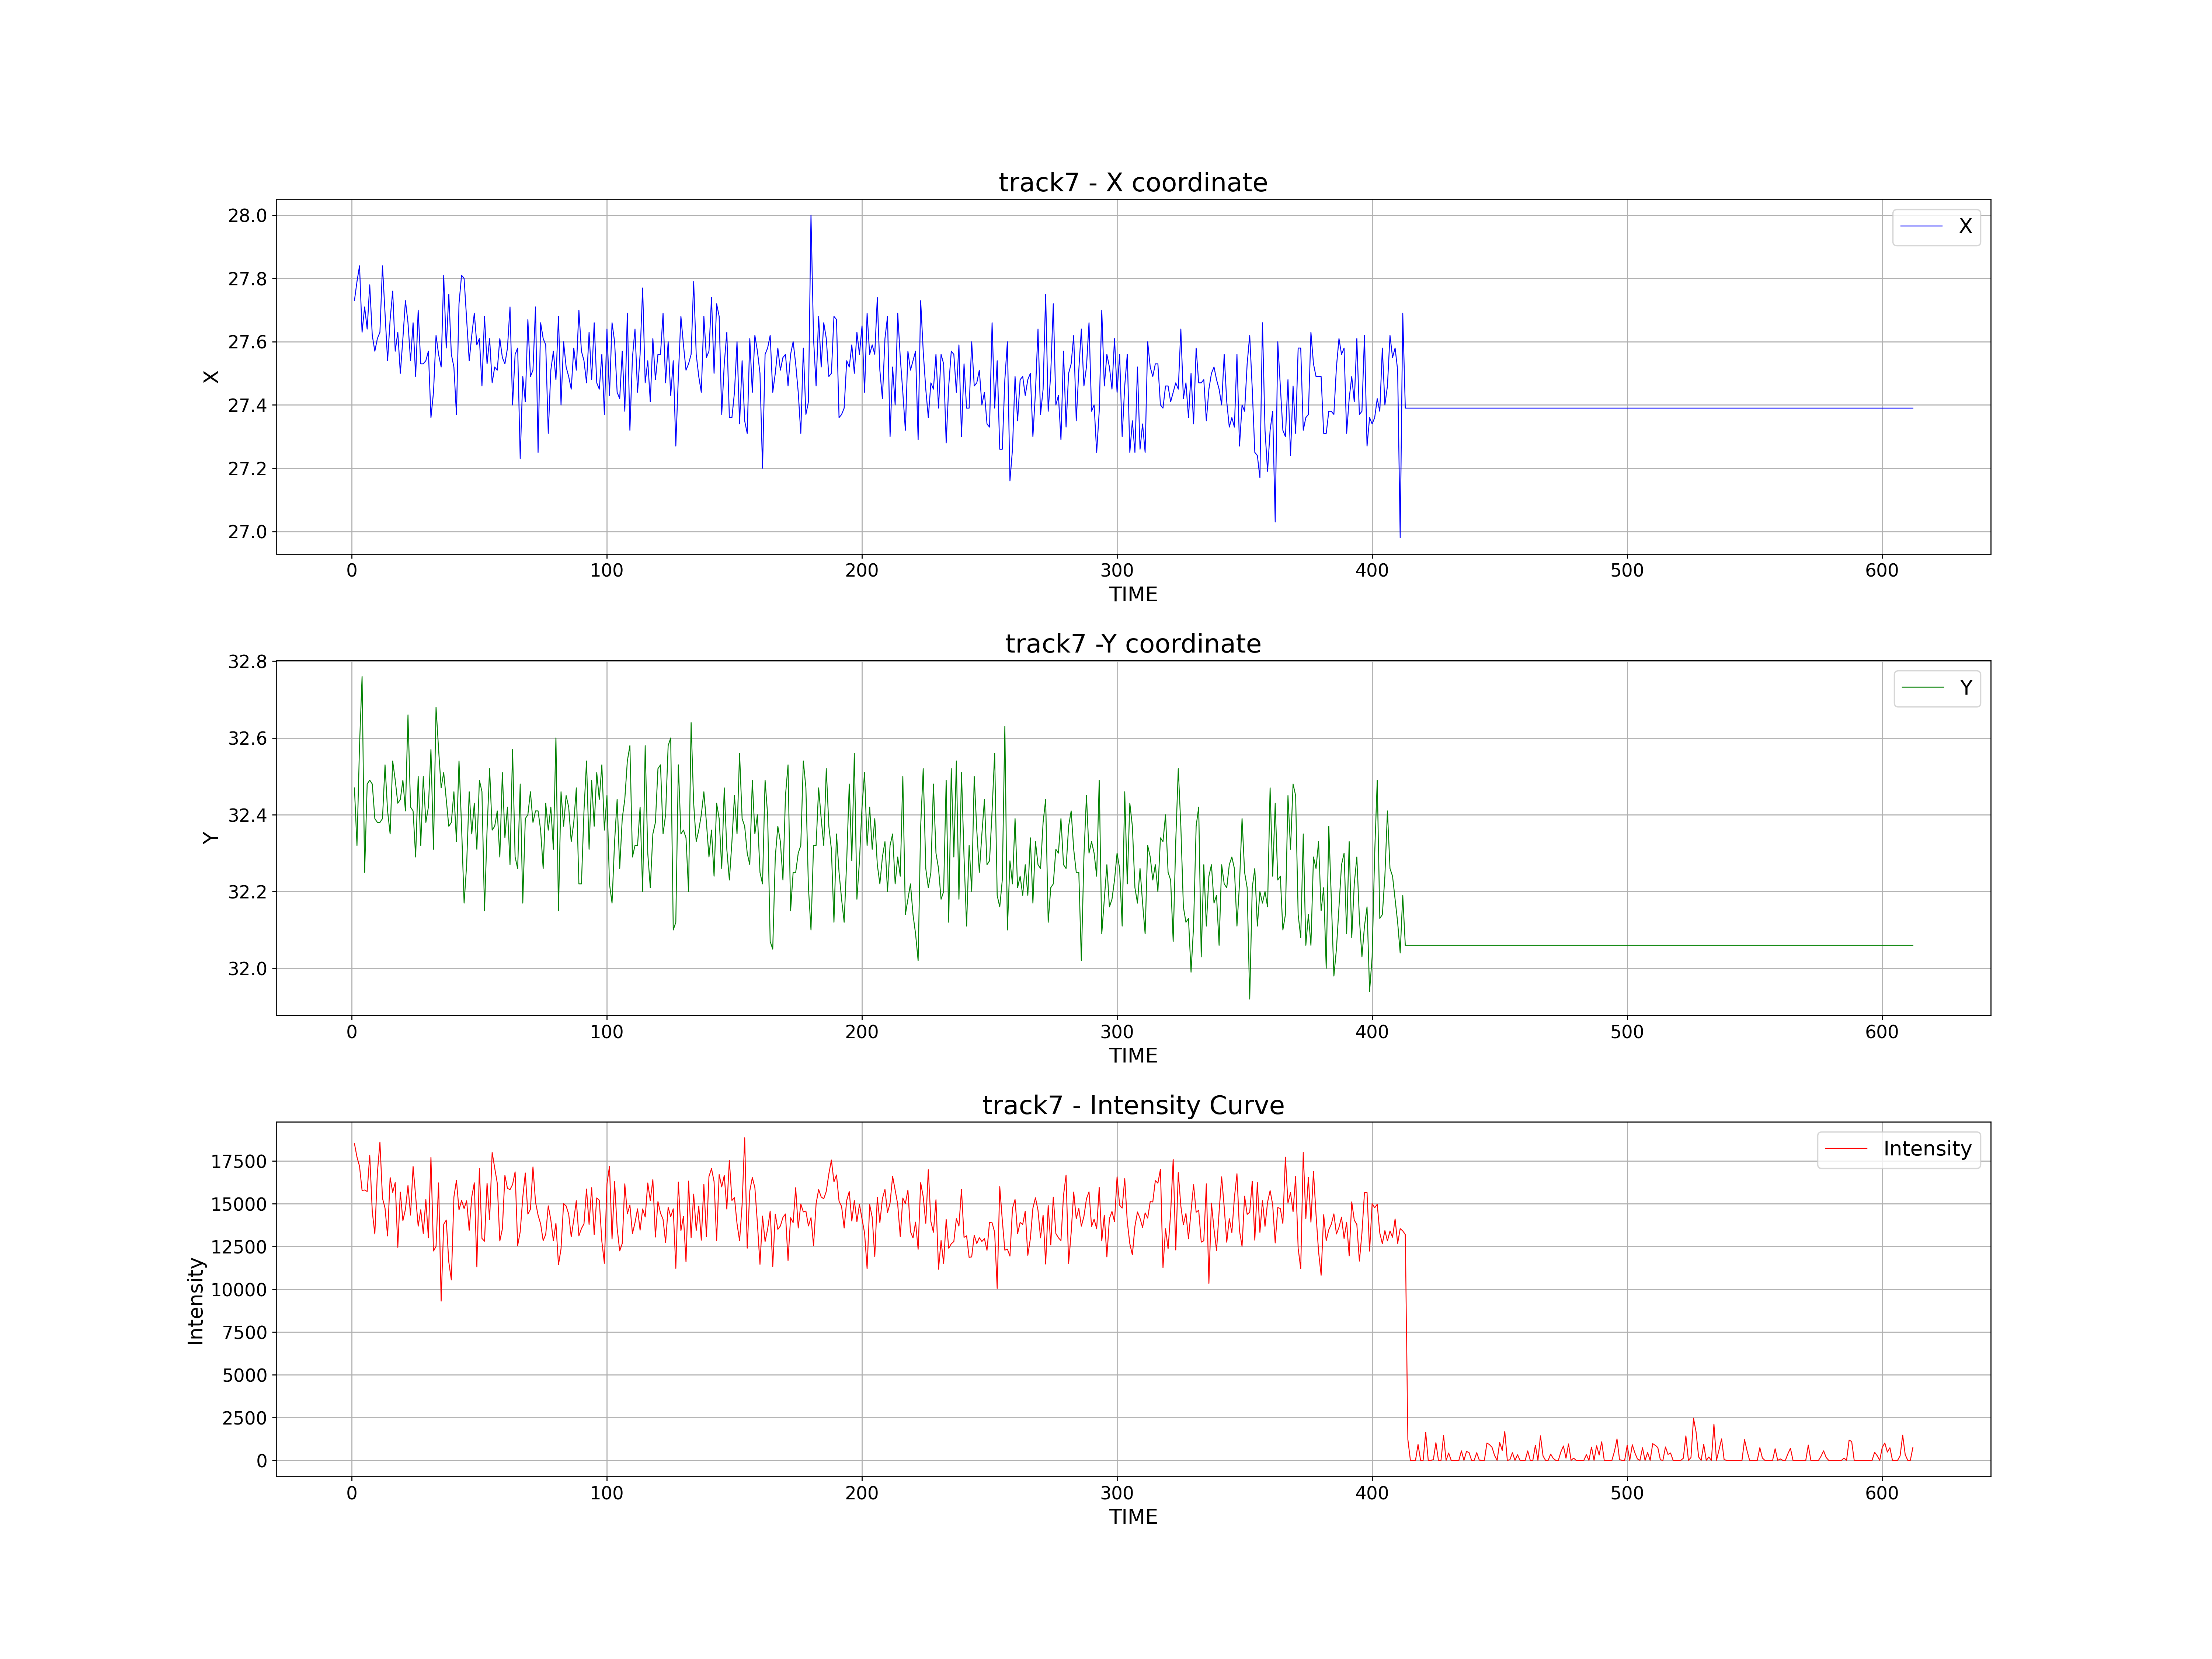 track7 - X coordinate
28.0
27.8
27.6
27.4
27.2
27.0
X
X
0 100 200 300 400 500 600
TIME
track7 -Y coordinate
32.8
32.6
32.4
32.2
32.0
Y
Y
0 100 200 300 400 500 600
TIME
track7 - Intensity Curve
17500
15000
12500
10000
7500
5000
2500
0
Intensity
Intensity
0 100 200 300 400 500 600
TIME